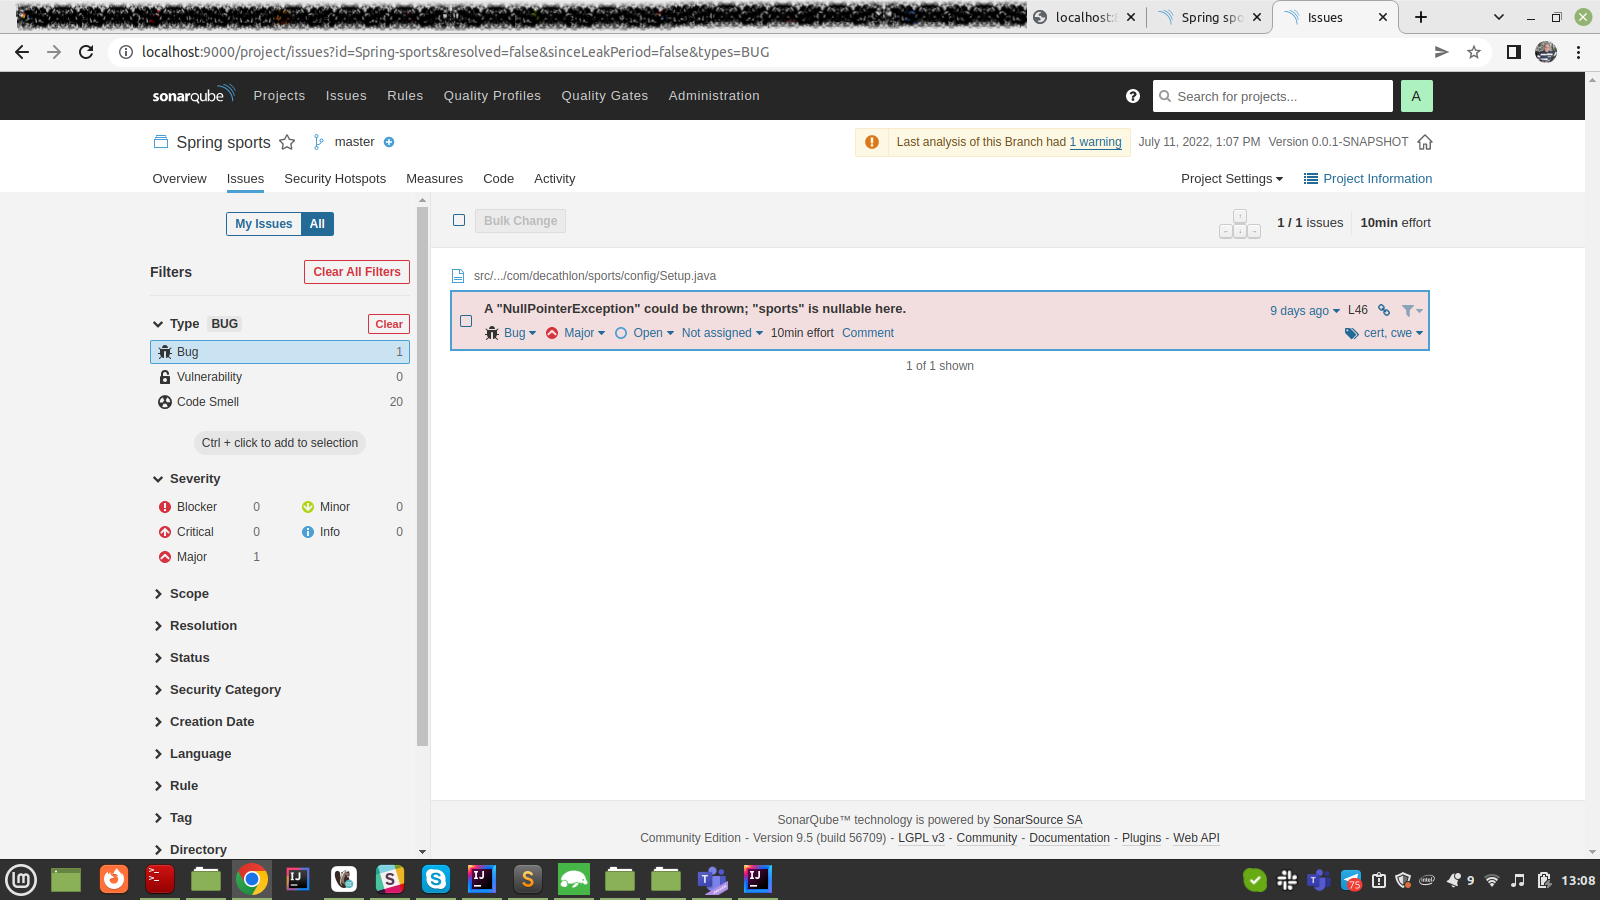 localhost:8
Spring spo
Issues
localhost:9000/project/issues?id=Spring-sports&resolved=false&sinceLeakPeriod=false&types=BUG
sonarqube Projects Issues Rules Quality Profiles Quality Gates Administration
? Search for projects... A
Spring sports master
Last analysis of this Branch had 1 warning July 11, 2022, 1:07 PM Version 0.0.1-SNAPSHOT
Overview Issues Security Hotspots Measures Code Activity
Project Settings Project Information
My Issues All
Bulk Change
1 / 1 issues 10min effort
Filters Clear All Filters
src/.../com/decathlon/sports/config/Setup.java
A "NullPointerException" could be thrown; "sports" is nullable here.
9 days ago L46
Bug Major Open Not assigned 10min effort Comment
cert, cwe
1 of 1 shown
Type BUG Clear
Bug 1
Vulnerability 0
Code Smell 20
Ctrl + click to add to selection
Severity
Blocker 0 Minor 0
Critical 0 Info 0
Major 1
Scope
Resolution
Status
Security Category
Creation Date
Language
Rule
Tag
Directory
SonarQube™ technology is powered by SonarSource SA
Community Edition - Version 9.5 (build 56709) - LGPL v3 - Community - Documentation - Plugins - Web API
75 9 13:08